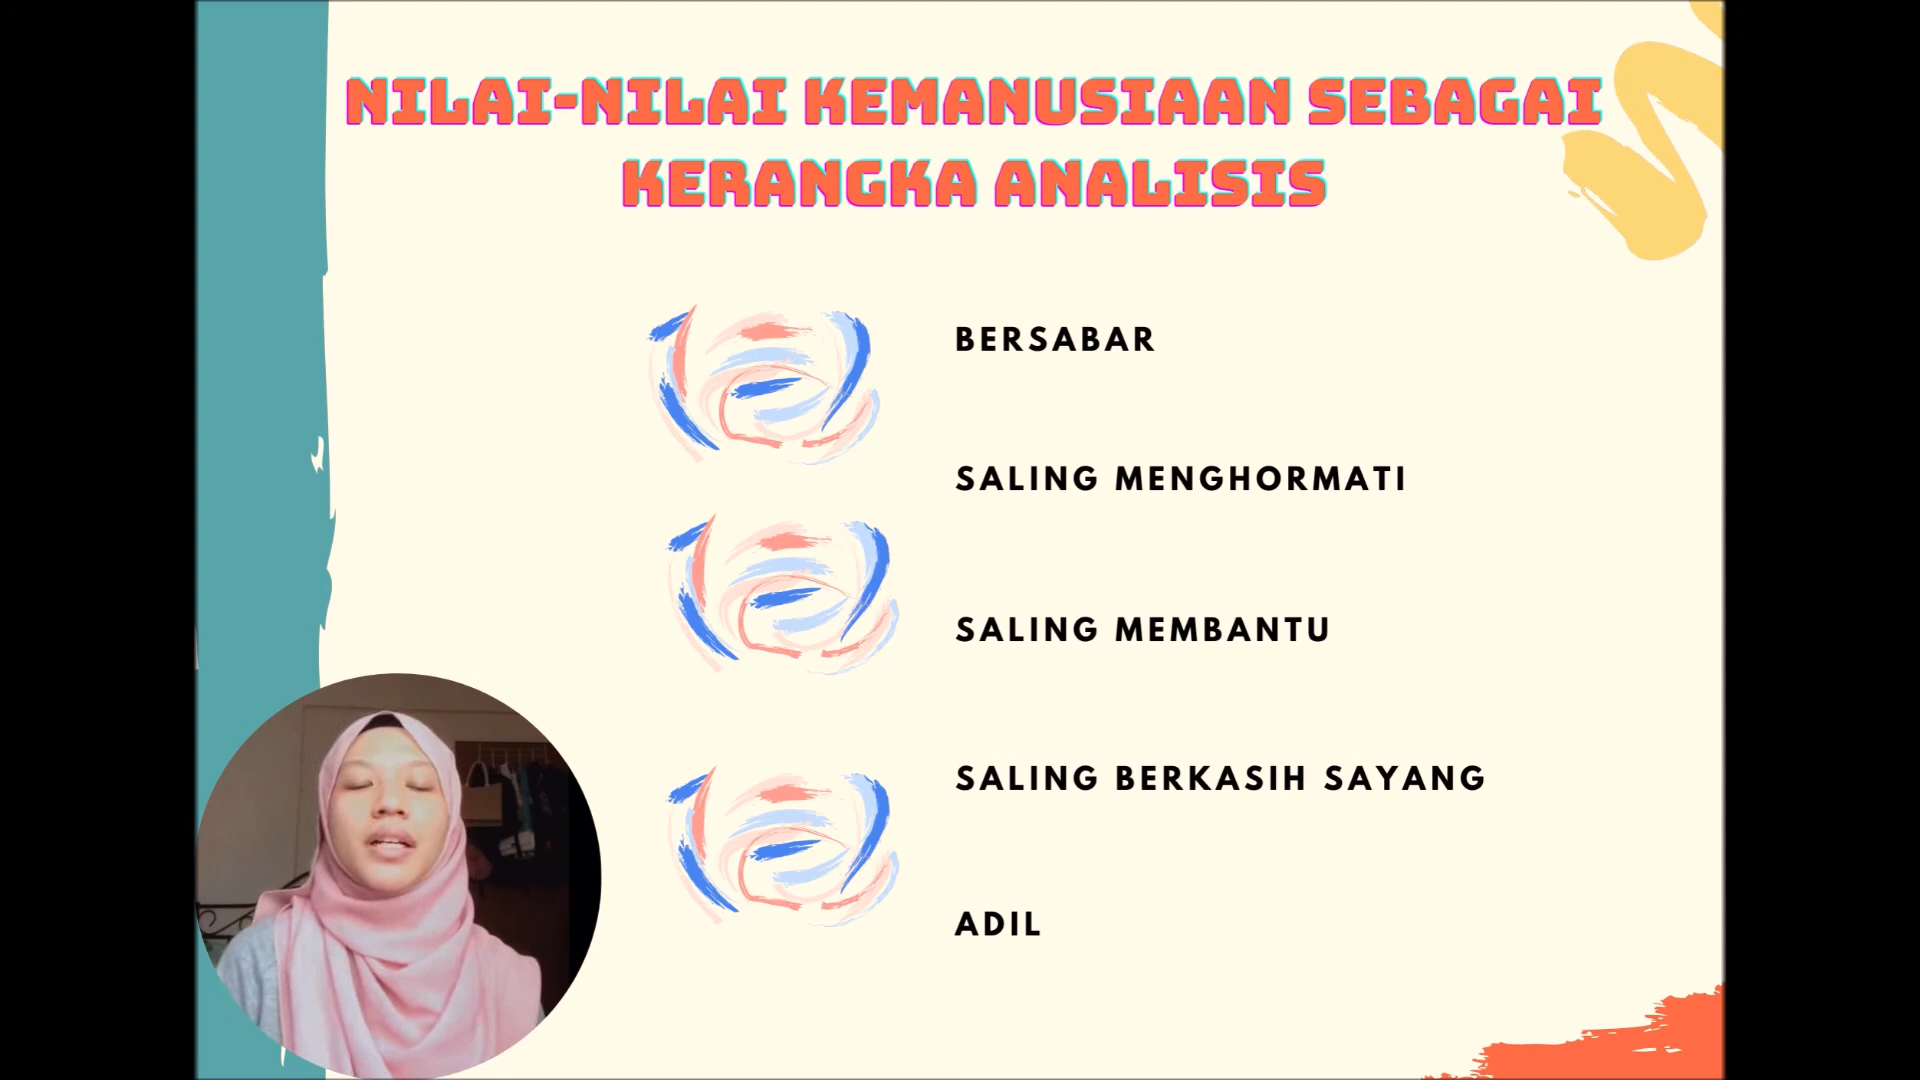 NILAI-NILAI KEMANUSIAAN SEBAGAI
KERANGKA ANALISIS
BERSABAR
SALING MENGHORMATI
SALING MEMBANTU
SALING BERKASIH SAYANG
ADIL